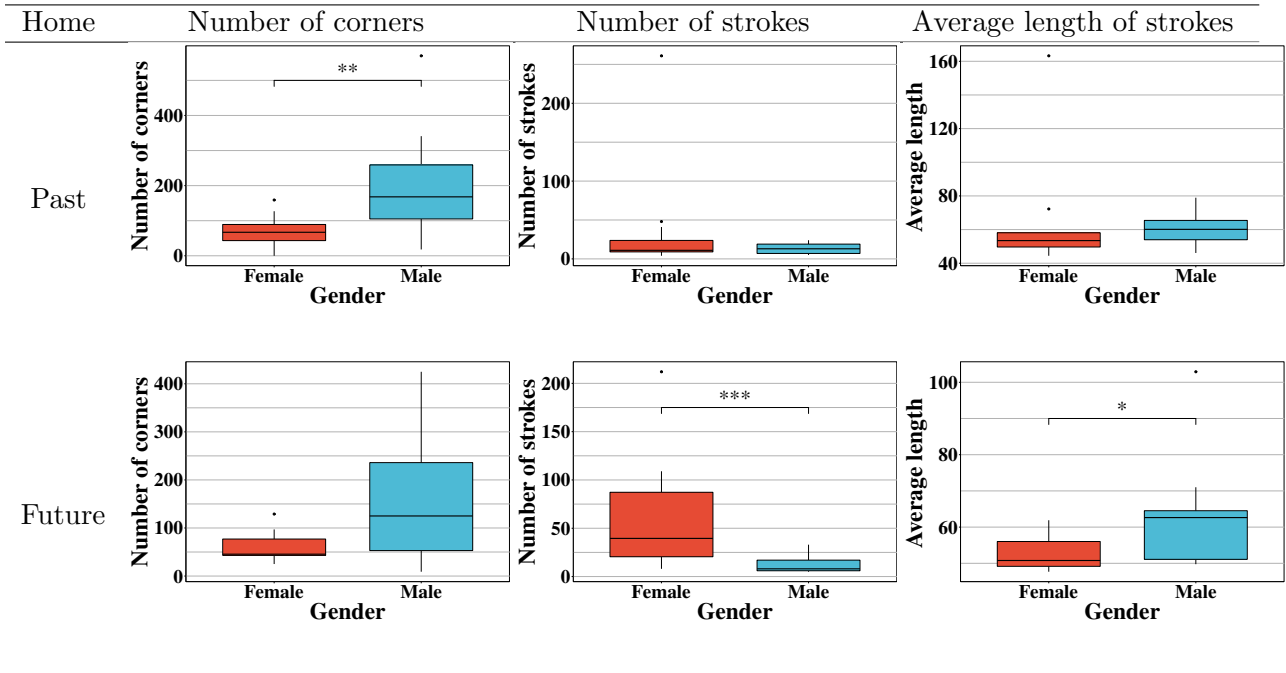 Home Number of corners Number of strokes Average length of strokes
Past
Number of corners
400
200
0
**
Female Male
Gender
Number of strokes
200
100
0
Female Male
Gender
Average length
160
120
80
40
Female Male
Gender
Future
Number of corners
400
300
200
100
0
Female Male
Gender
Number of strokes
200
150
100
50
0
***
Female Male
Gender
Average length
100
80
60
*
Female Male
Gender